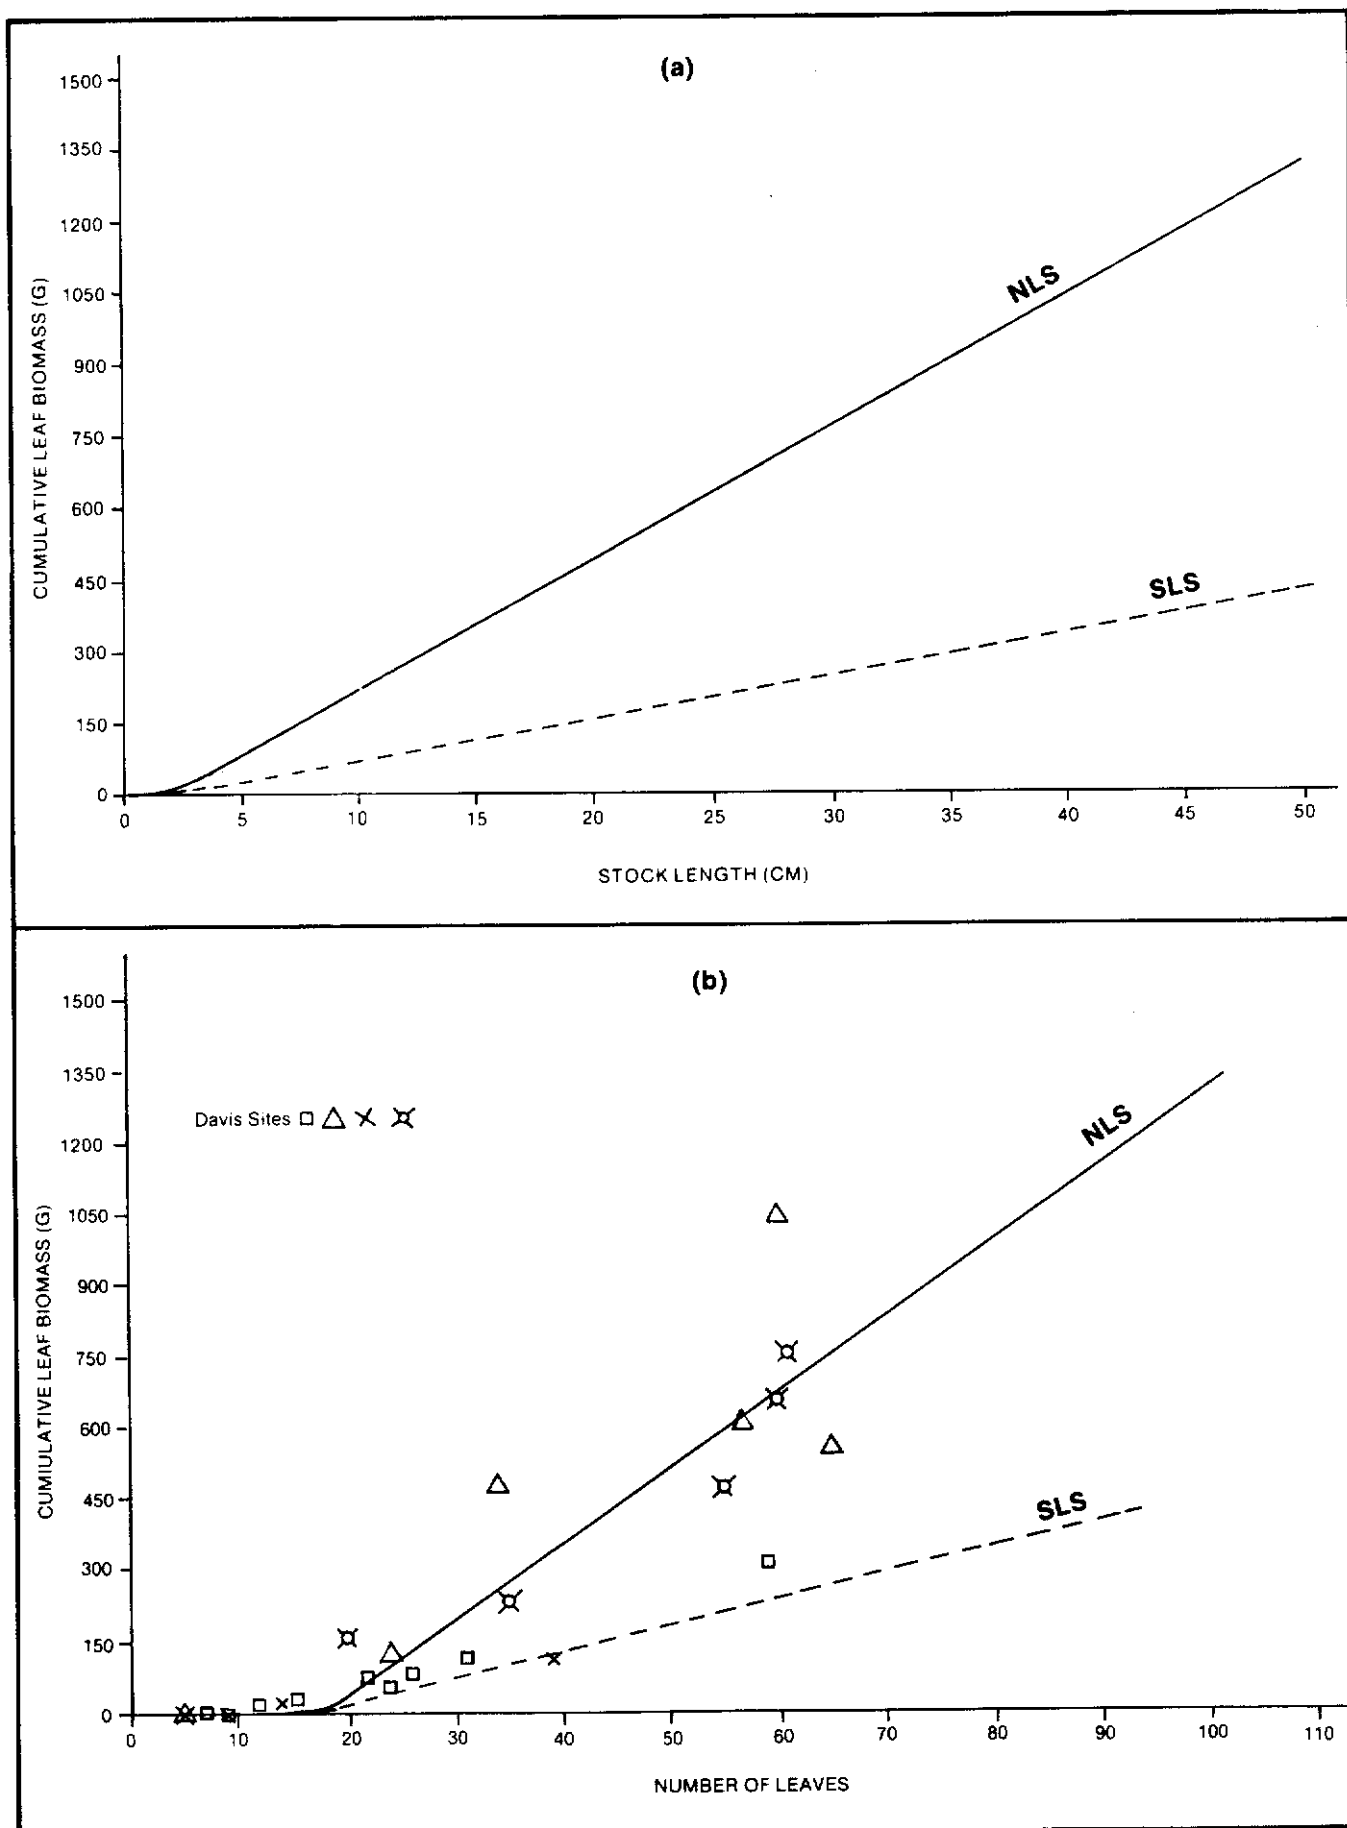 (a)
1500
1350
1200
1050
900
750
600
450
300
150
0
CUMULATIVE LEAF BIOMASS (G)
NLS
SLS
0 5 10 15 20 25 30 35 40 45 50
STOCK LENGTH (CM)
(b)
1500
1350
1200
1050
900
750
600
450
300
150
0
CUMIULATIVE LEAF BIOMASS (G)
Davis Sites
NLS
SLS
0 10 20 30 40 50 60 70 80 90 100 110
NUMBER OF LEAVES